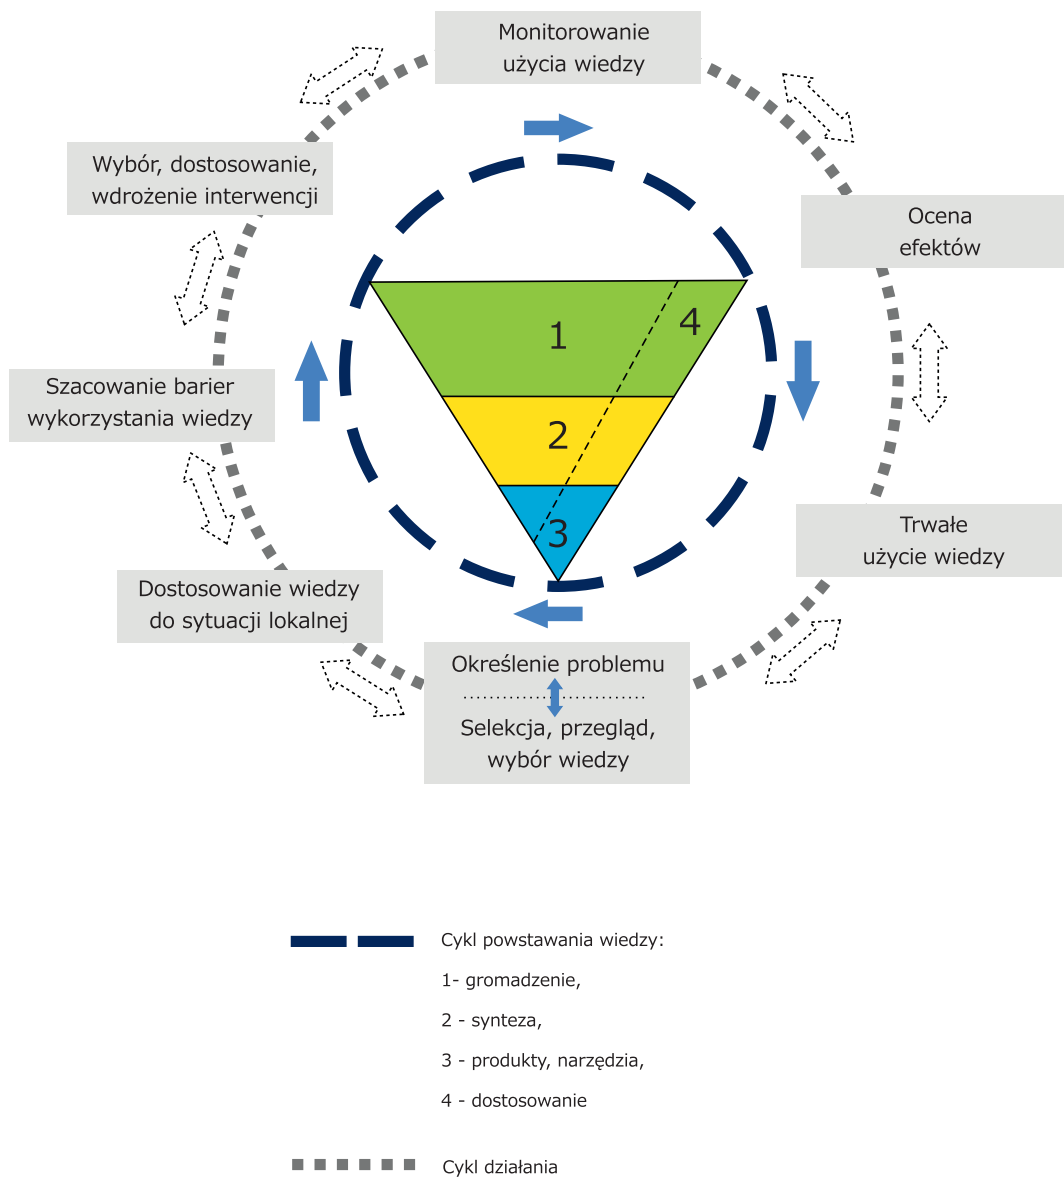 Monitorowanie
użycia wiedzy
Wybór, dostosowanie,
wdrożenie interwencji
Ocena
efektów
1
4
Szacowanie barier
wykorzystania wiedzy
2
3
Trwałe
użycie wiedzy
Dostosowanie wiedzy
do sytuacji lokalnej
Określenie problemu
Selekcja, przegląd,
wybór wiedzy
Cykl powstawania wiedzy:
1- gromadzenie,
2 - synteza,
3 - produkty, narzędzia,
4 - dostosowanie
Cykl działania